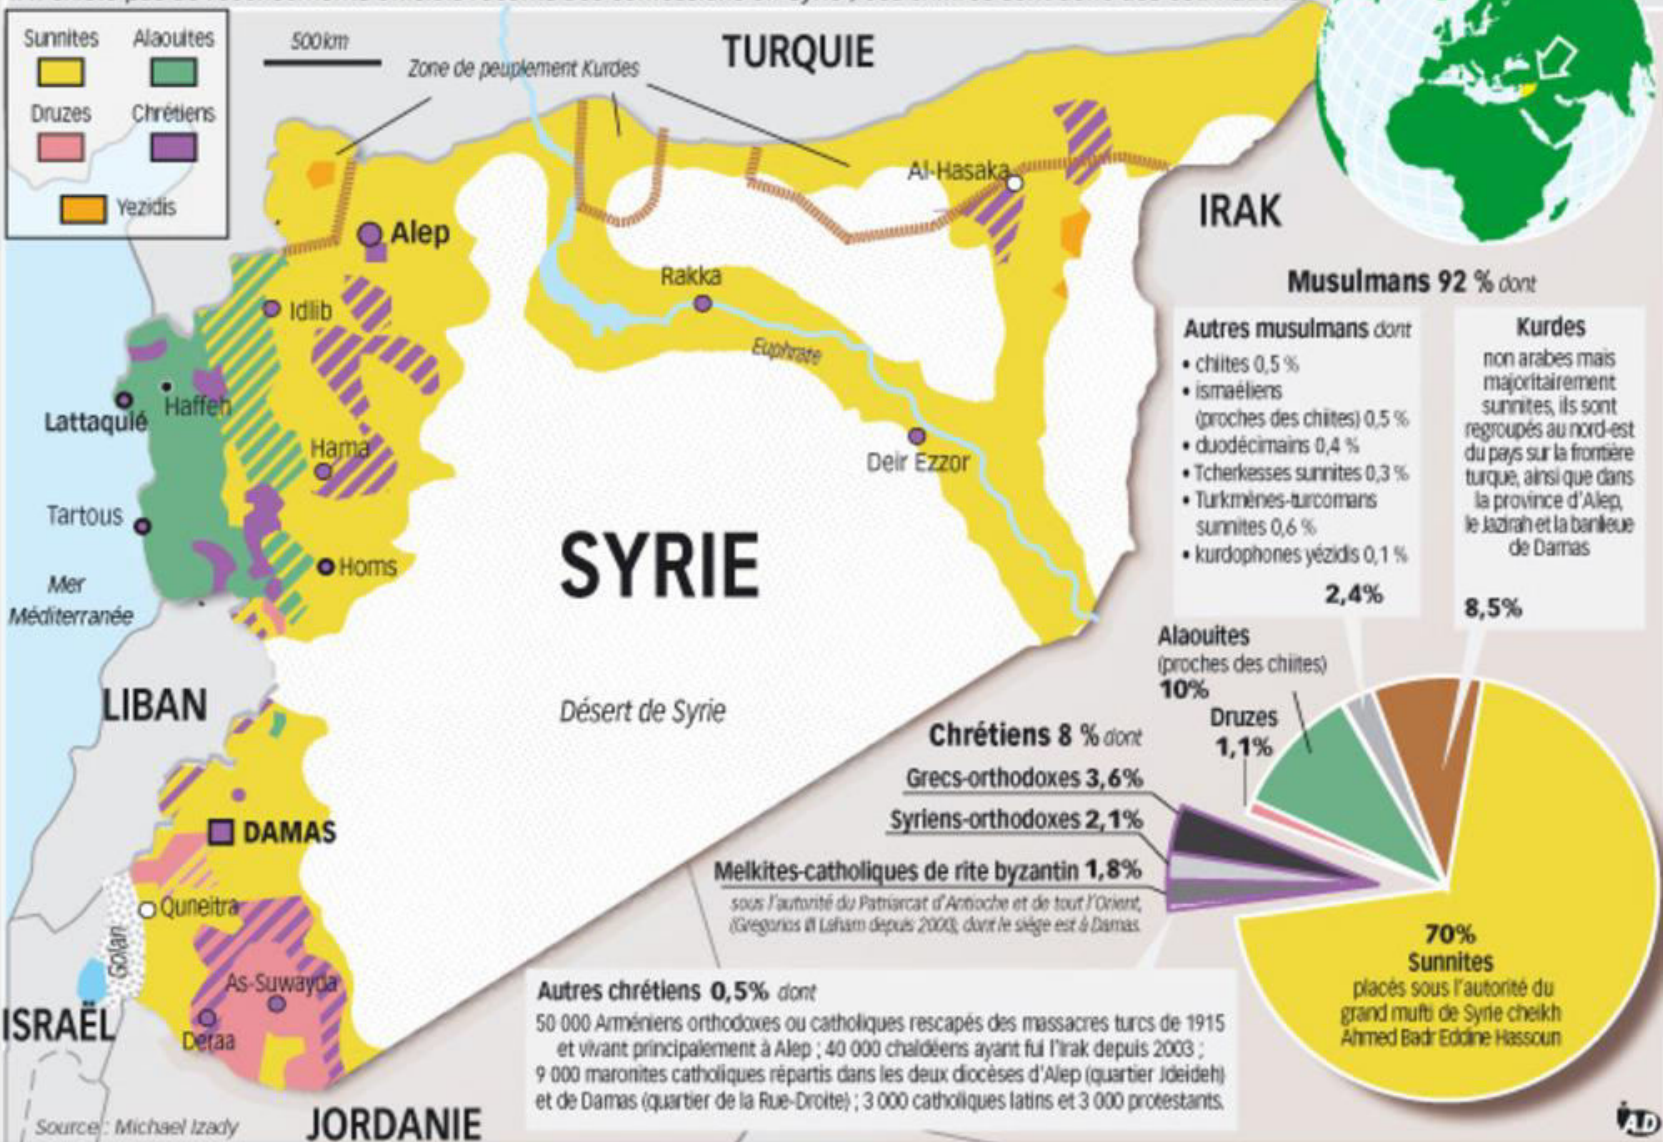 Sunnites
Alaouites
Druzes
Chrétiens
Yezidis
500km
Zone de peuplement Kurdes
TURQUIE
Al-Hasaka
IRAK
Alep
Idlib
Rakka
Euphrate
Lattaquié
Haffeh
Hama
Deir Ezzor
Tartous
Homs
SYRIE
Mer
Méditerranée
LIBAN
Désert de Syrie
DAMAS
Quneitra
Golan
As-Suwayda
ISRAËL
Deraa
JORDANIE
Source : Michael Izady
Musulmans 92 % dont
Autres musulmans dont
• chiites 0,5 %
• ismaéliens
(proches des chiites) 0,5 %
• duodécimains 0,4 %
• Tcherkesses sunnites 0,3 %
• Turkmènes-turcomans
sunnites 0,6 %
• kurdophones yézidis 0,1 %
2,4%
Kurdes
non arabes mais
majoritairement
sunnites, ils sont
regroupés au nord-est
du pays sur la frontière
turque, ainsi que dans
la province d'Alep,
le Jazirah et la banlieue
de Damas
8,5%
Alaouites
(proches des chiites)
10%
Druzes
1,1%
Chrétiens 8 % dont
Grecs-orthodoxes 3,6%
Syriens-orthodoxes 2,1%
Melkites-catholiques de rite byzantin 1,8%
sous l'autorité du Patriarcat d'Antioche et de tout l'Orient,
(Gregorios III Laham depuis 2000), dont le siège est à Damas.
70%
Sunnites
placés sous l'autorité du
grand mufti de Syrie cheikh
Ahmed Badr Eddine Hassoun
Autres chrétiens 0,5% dont
50 000 Arméniens orthodoxes ou catholiques rescapés des massacres turcs de 1915
et vivant principalement à Alep ; 40 000 chaldéens ayant fui l'Irak depuis 2003 ;
9 000 maronites catholiques répartis dans les deux diocèses d'Alep (quartier Jdeideh)
et de Damas (quartier de la Rue-Droite) ; 3 000 catholiques latins et 3 000 protestants.
AD